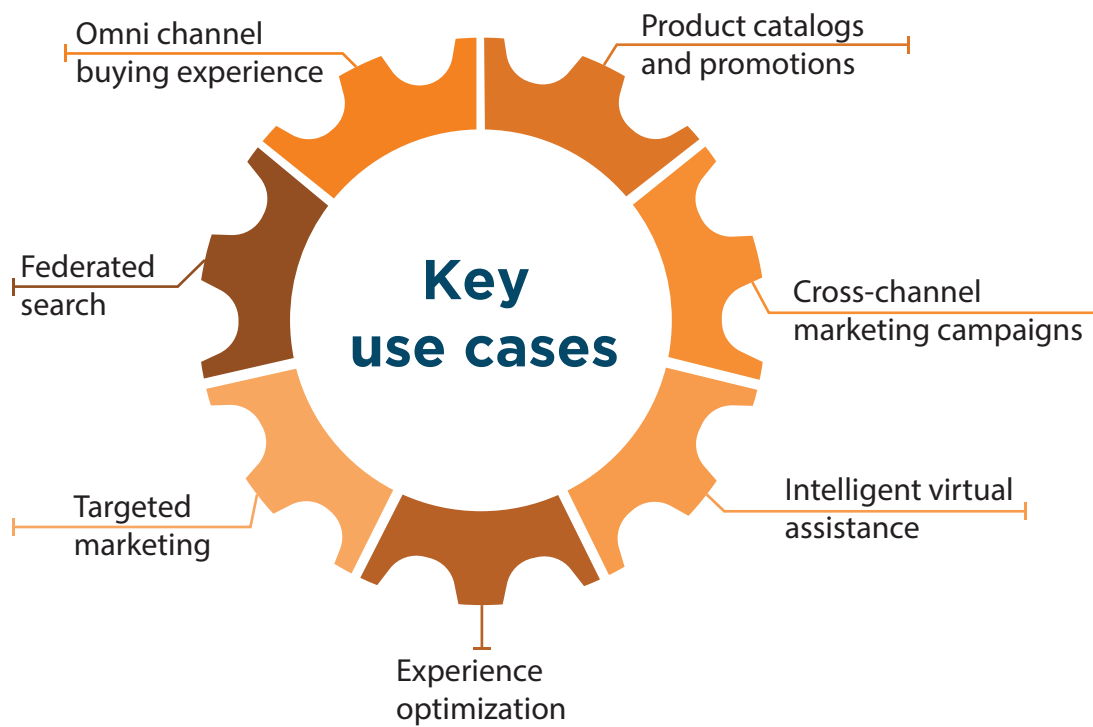 Omni channel
buying experience
Product catalogs
and promotions
Federated
search
Key
use cases
Cross-channel
marketing campaigns
Targeted
marketing
Intelligent virtual
assistance
Experience
optimization